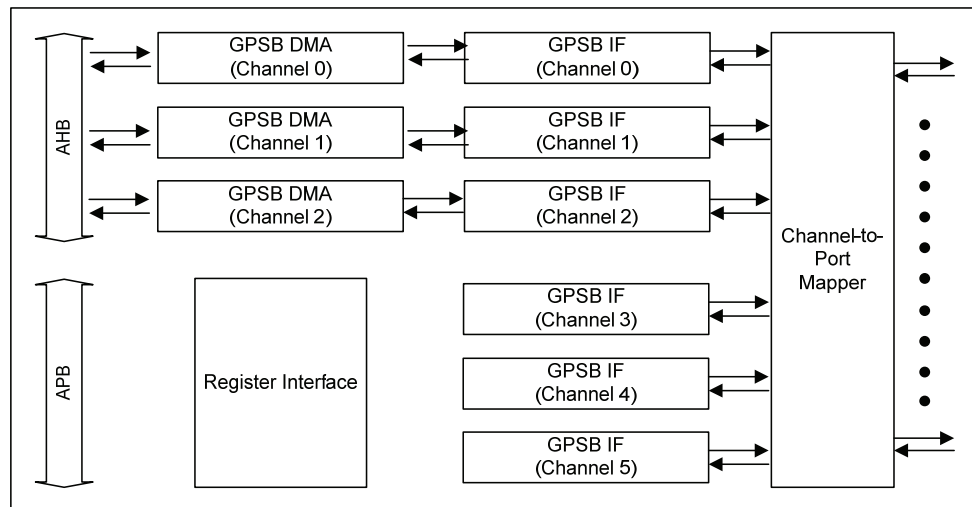 GPSB DMA
(Channel 0)
GPSB IF
(Channel 0)
AHB
GPSB DMA
(Channel 1)
GPSB IF
(Channel 1)
GPSB DMA
(Channel 2)
GPSB IF
(Channel 2)
Channel-to-
Port
Mapper
APB
Register Interface
GPSB IF
(Channel 3)
GPSB IF
(Channel 4)
GPSB IF
(Channel 5)